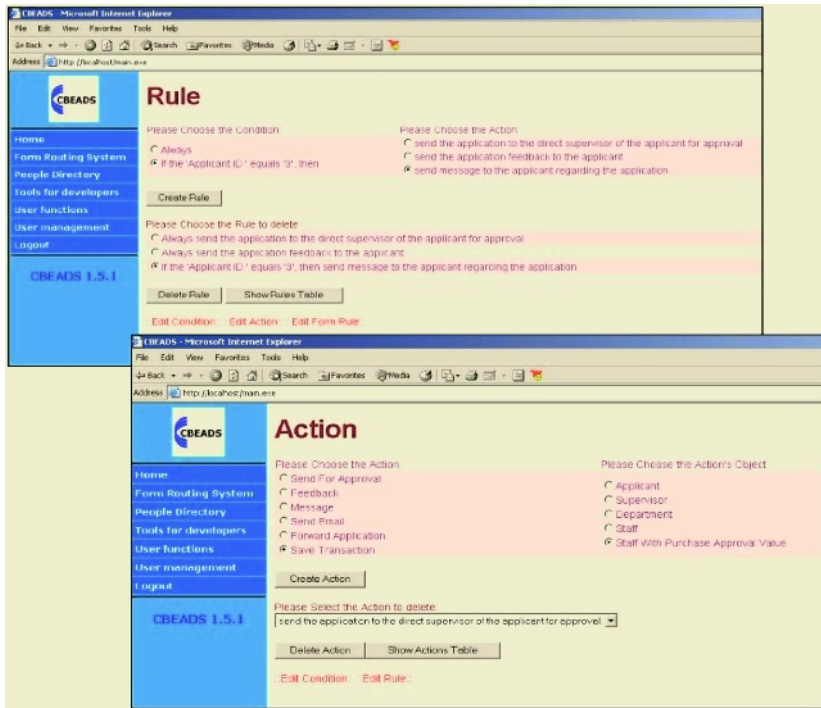 CBEADS - Microsoft Internet Explorer
File Edit View Favorites Tools Help
Back Search Favorites Media
Address http://localhost/main.exe
CBEADS
Rule
Home
Form Routing System
People Directory
Tools for developers
User functions
User management
Logout
CBEADS 1.5.1
Please Choose the Condition:
Always
If the 'Applicant ID ' equals '3', then
Please Choose the Action
send the application to the direct supervisor of the applicant for approval
send the application feedback to the applicant
send message to the applicant regarding the application
Create Rule
Please Choose the Rule to delete
Always send the application to the direct supervisor of the applicant for approval
Always send the application feedback to the applicant
If the 'Applicant ID ' equals '3', then send message to the applicant regarding the application
Delete Rule Show Rules Table
::Edit Condition:: ::Edit Action:: ::Edit Form Rule::
CBEADS - Microsoft Internet Explorer
File Edit View Favorites Tools Help
Back Search Favorites Media
Address http://localhost/main.exe
CBEADS
Action
Home
Form Routing System
People Directory
Tools for developers
User functions
User management
Logout
CBEADS 1.5.1
Please Choose the Action
Send For Approval
Feedback
Message
Send Email
Forward Application
Save Transaction
Please Choose the Action's Object
Applicant
Supervisor
Department
Staff
Staff With Purchase Approval Value
Create Action
Please Select the Action to delete
send the application to the direct supervisor of the applicant for approval
Delete Action Show Actions Table
::Edit Condition:: ::Edit Rule::